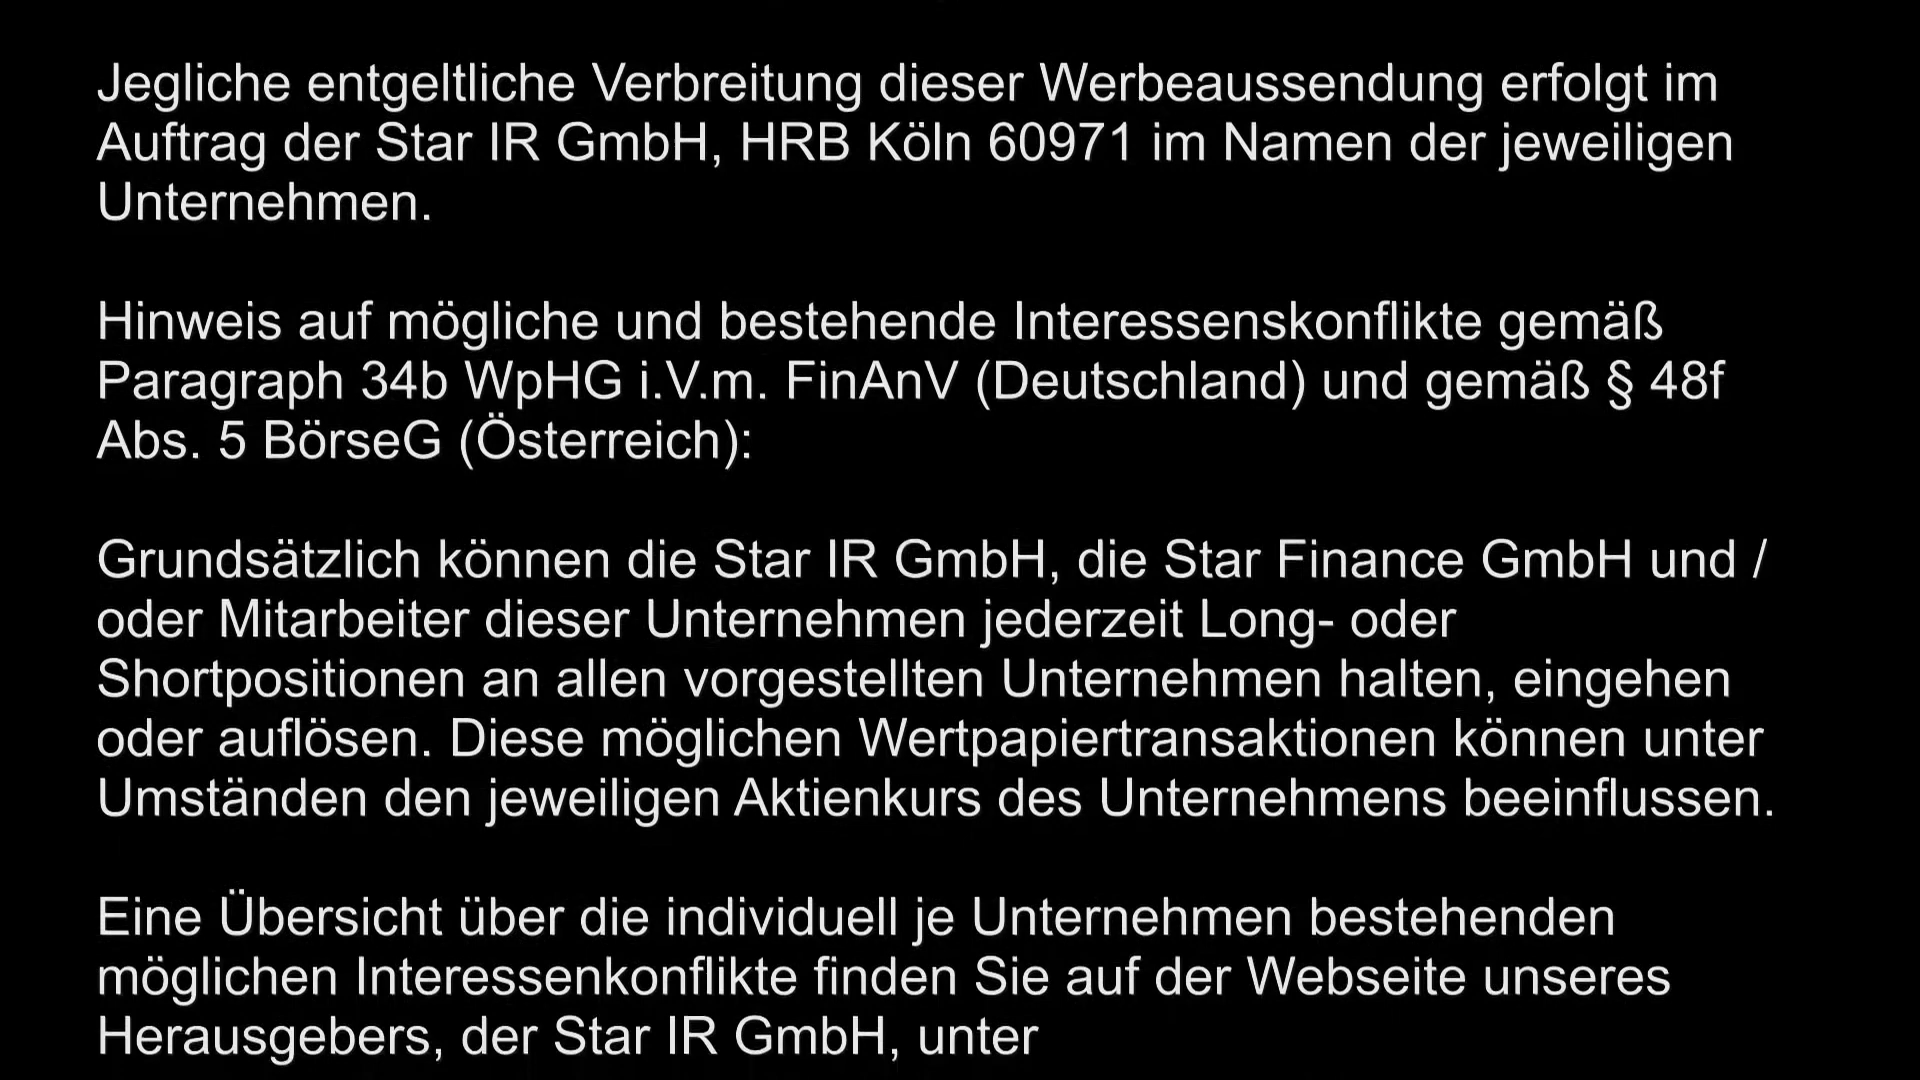 Jegliche entgeltliche Verbreitung dieser Werbeaussendung erfolgt im
Auftrag der Star IR GmbH, HRB Köln 60971 im Namen der jeweiligen
Unternehmen.
Hinweis auf mögliche und bestehende Interessenskonflikte gemäß
Paragraph 34b WpHG i.V.m. FinAnV (Deutschland) und gemäß § 48f
Abs. 5 BörseG (Österreich):
Grundsätzlich können die Star IR GmbH, die Star Finance GmbH und /
oder Mitarbeiter dieser Unternehmen jederzeit Long- oder
Shortpositionen an allen vorgestellten Unternehmen halten, eingehen
oder auflösen. Diese möglichen Wertpapiertransaktionen können unter
Umständen den jeweiligen Aktienkurs des Unternehmens beeinflussen.
Eine Übersicht über die individuell je Unternehmen bestehenden
möglichen Interessenkonflikte finden Sie auf der Webseite unseres
Herausgebers, der Star IR GmbH, unter